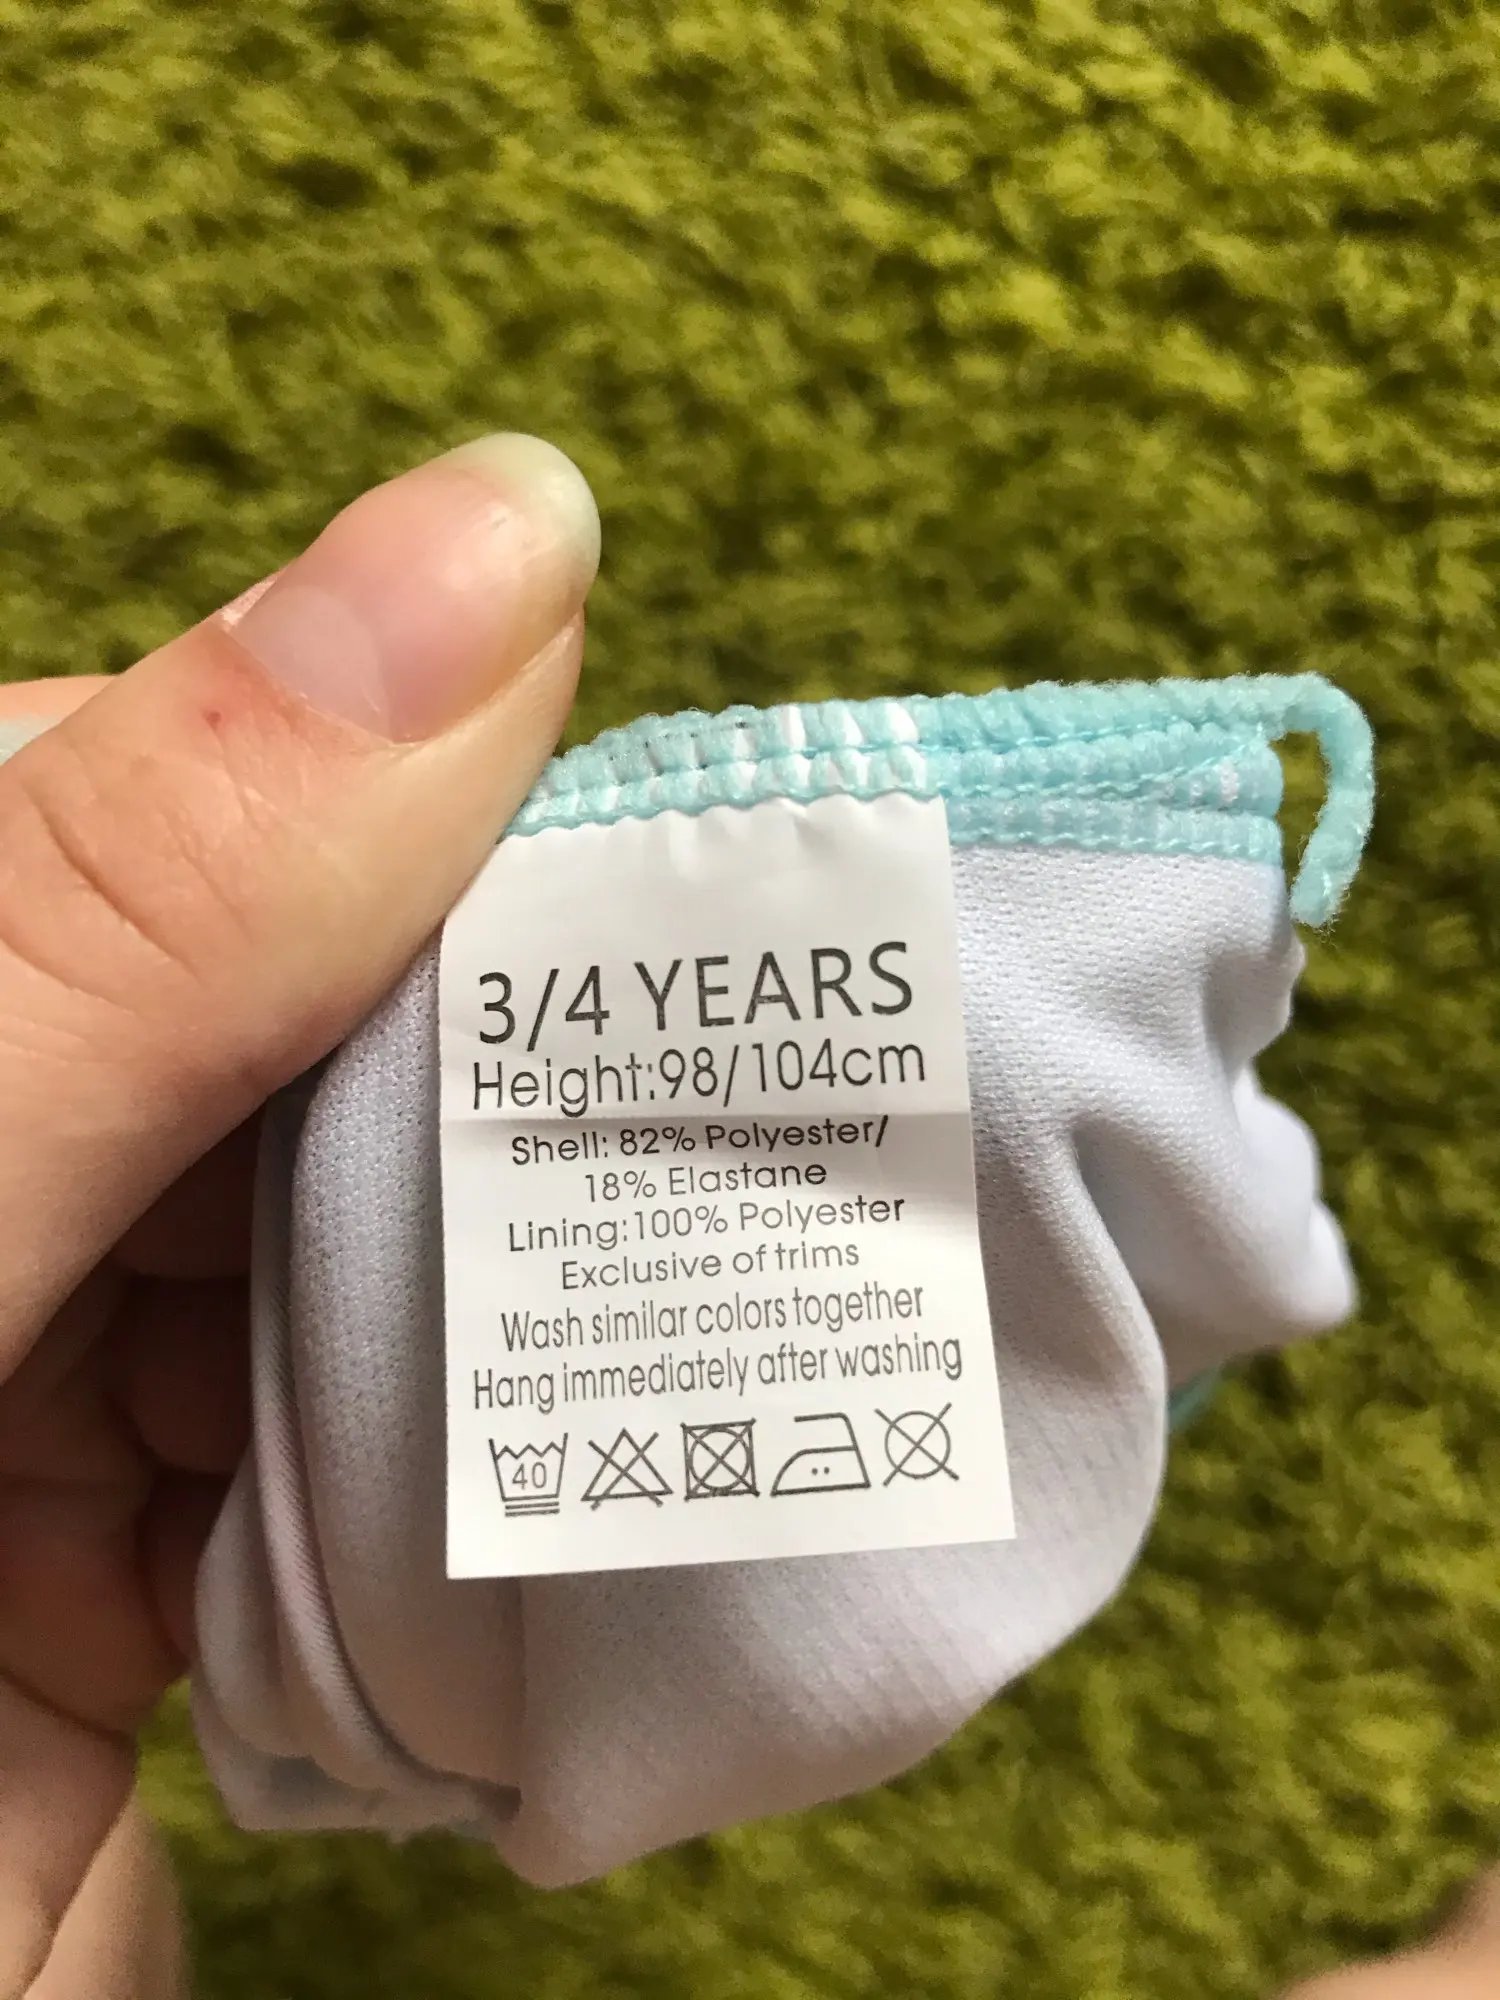 3/4 YEARS
Height:98/104cm
Shell: 82% Polyester/
18% Elastane
Lining:100% Polyester
Exclusive of trims
Wash similar colors together
Hang immediately after washing
40